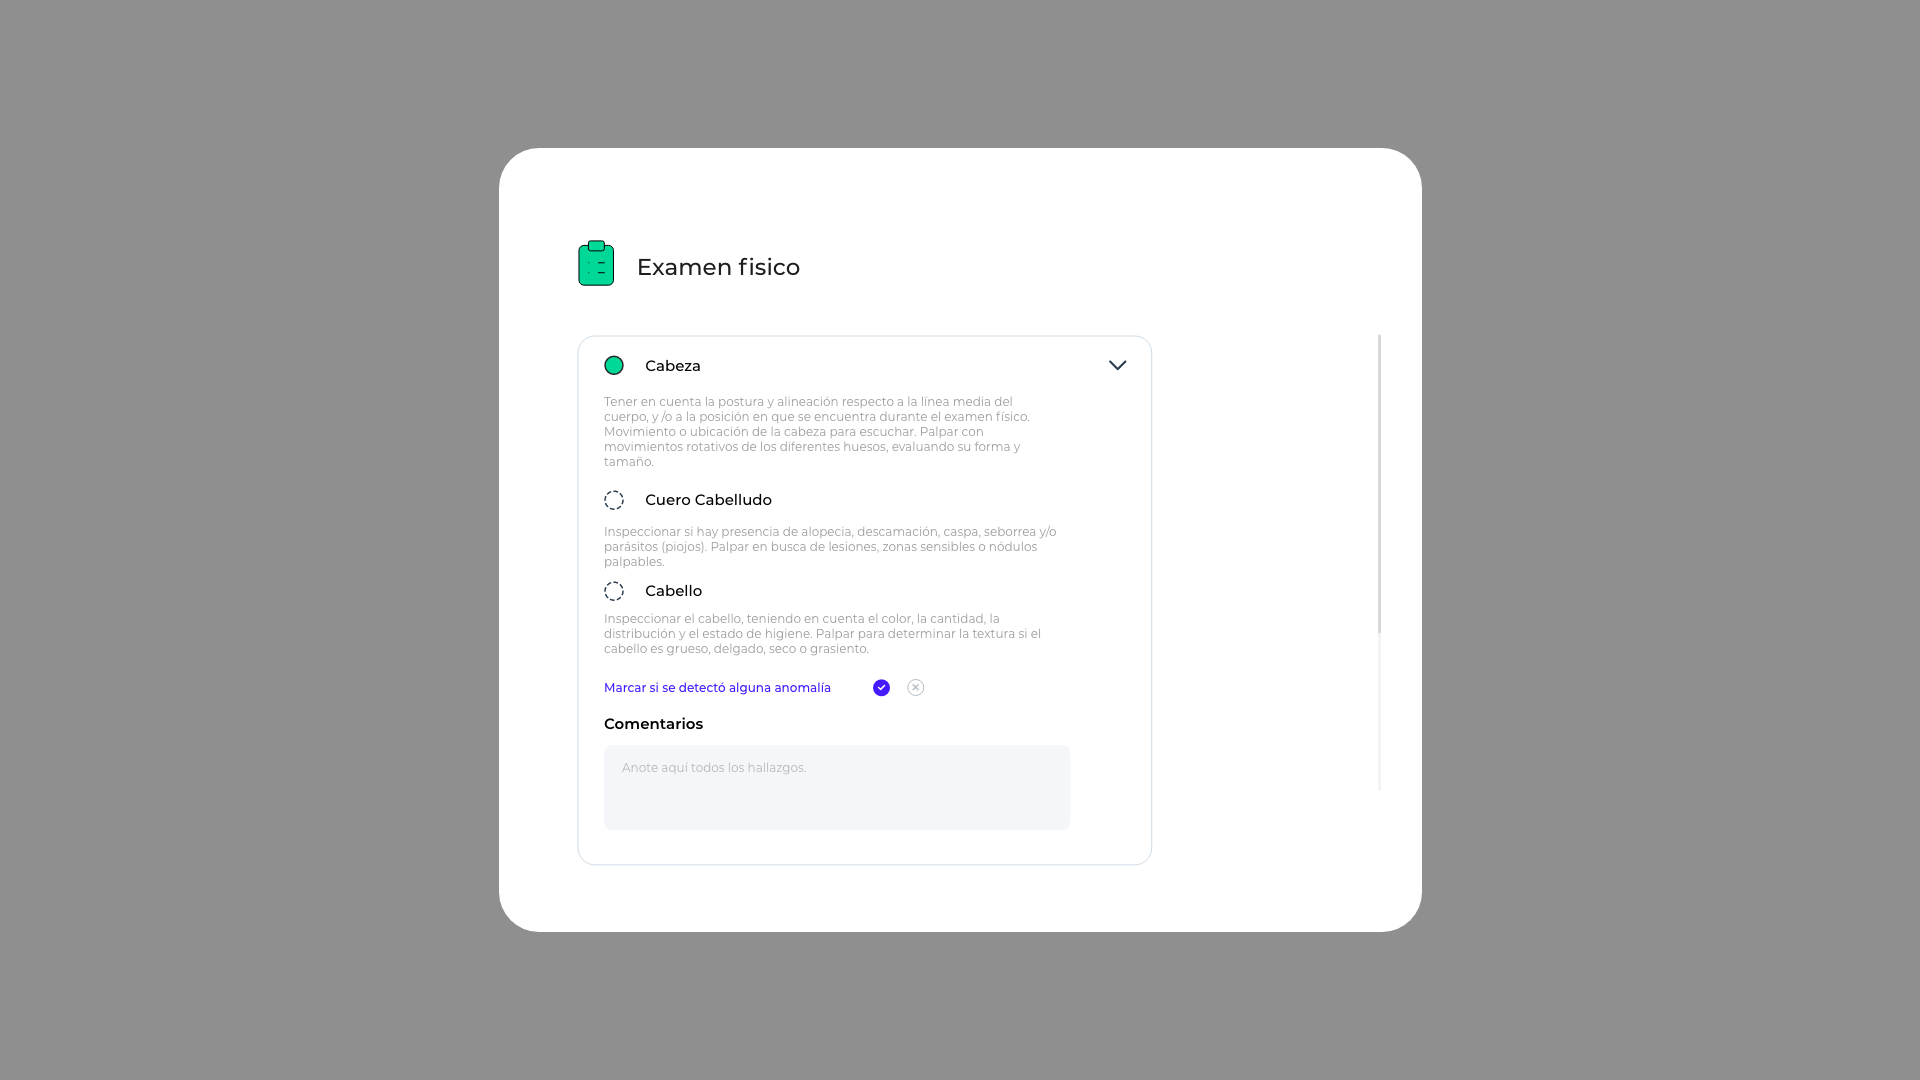 Examen fisico
Cabeza
Tener en cuenta la postura y alineación respecto a la línea media del
cuerpo, y /o a la posición en que se encuentra durante el examen físico.
Movimiento o ubicación de la cabeza para escuchar. Palpar con
movimientos rotativos de los diferentes huesos, evaluando su forma y
tamaño.
Cuero Cabelludo
Inspeccionar si hay presencia de alopecia, descamación, caspa, seborrea y/o
parásitos (piojos). Palpar en busca de lesiones, zonas sensibles o nódulos
palpables.
Cabello
Inspeccionar el cabello, teniendo en cuenta el color, la cantidad, la
distribución y el estado de higiene. Palpar para determinar la textura si el
cabello es grueso, delgado, seco o grasiento.
Marcar si se detectó alguna anomalía
Comentarios
Anote aquí todos los hallazgos.